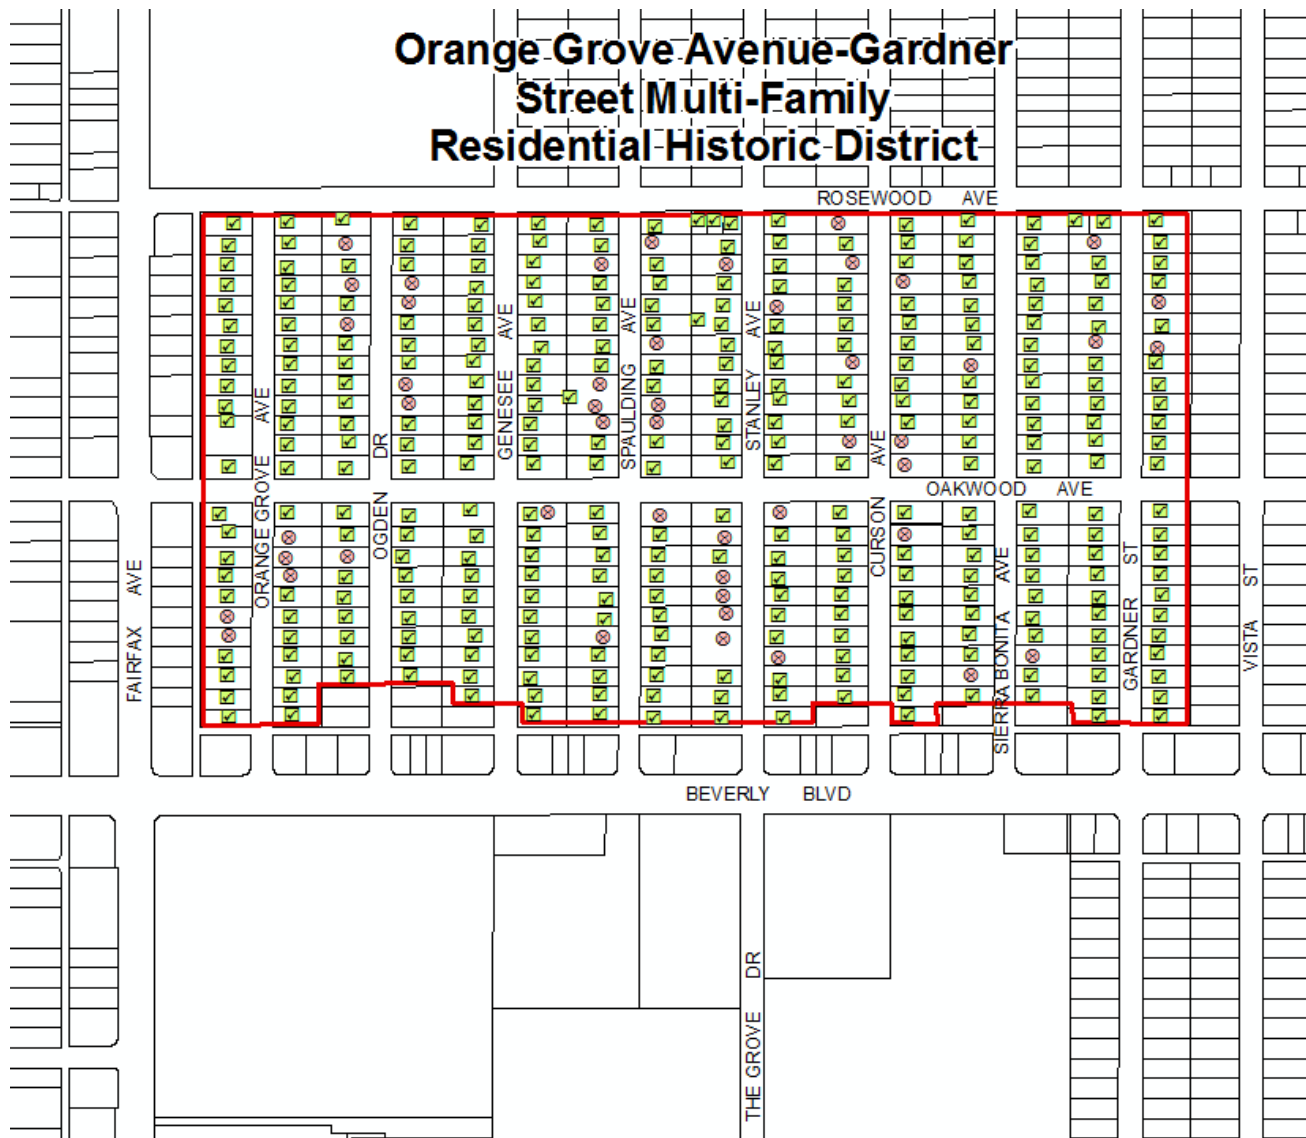 Orange Grove Avenue-Gardner
Street Multi-Family
Residential Historic District
ROSEWOOD AVE
GENESEE AVE
SPAULDING AVE
STANLEY AVE
ORANGE GROVE AVE
OGDEN DR
CURSON AVE
OAKWOOD AVE
FAIRFAX AVE
SIERRA BONITA AVE
GARDNER ST
VISTA ST
BEVERLY BLVD
THE GROVE DR